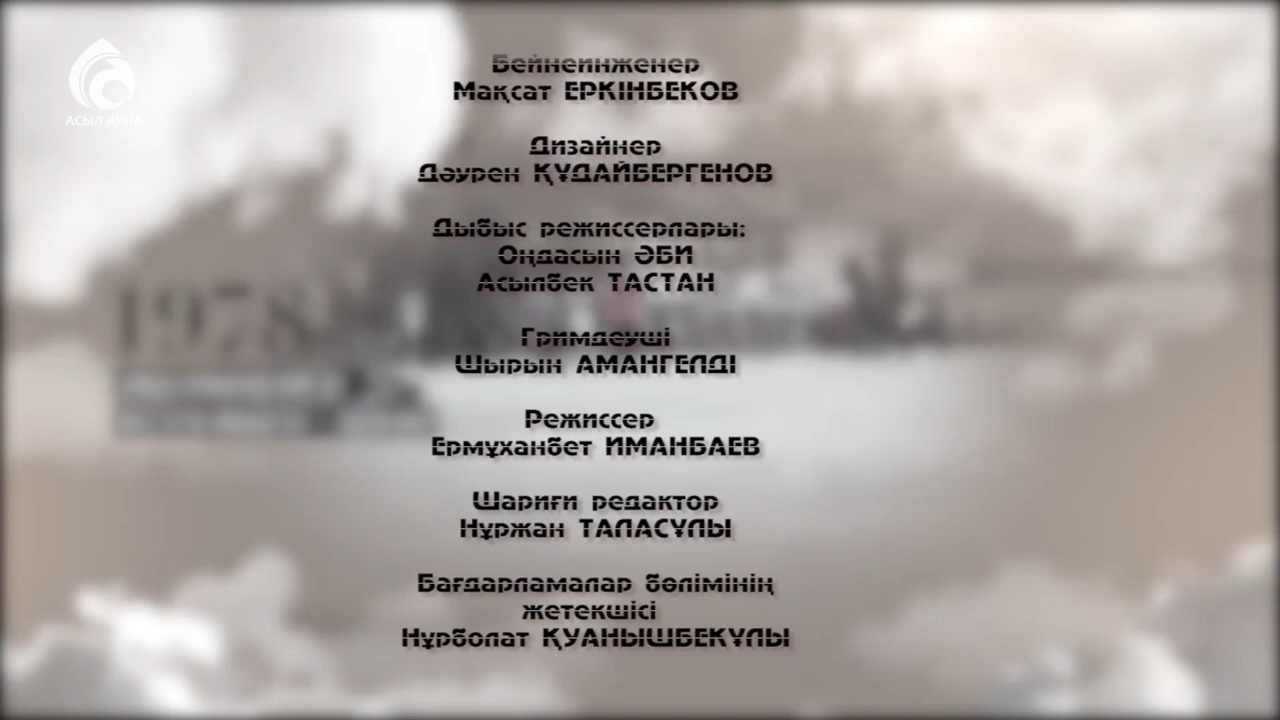 АСЫЛ АРНА
Бейнеинженер
Мақсат ЕРКІНБЕКОВ
Дизайнер
Дәурен ҚҰДАЙБЕРГЕНОВ
Дыбыс режиссерлары:
Оңдасын ӘБИ
Асылбек ТАСТАН
Гримдеуші
Шырын АМАНГЕЛДІ
Режиссер
Ермұханбет ИМАНБАЕВ
Шариғи редактор
Нұржан ТАЛАСҰЛЫ
Бағдарламалар бөлімінің
жетекшісі
Нұрболат ҚУАНЫШБЕКҰЛЫ
1978